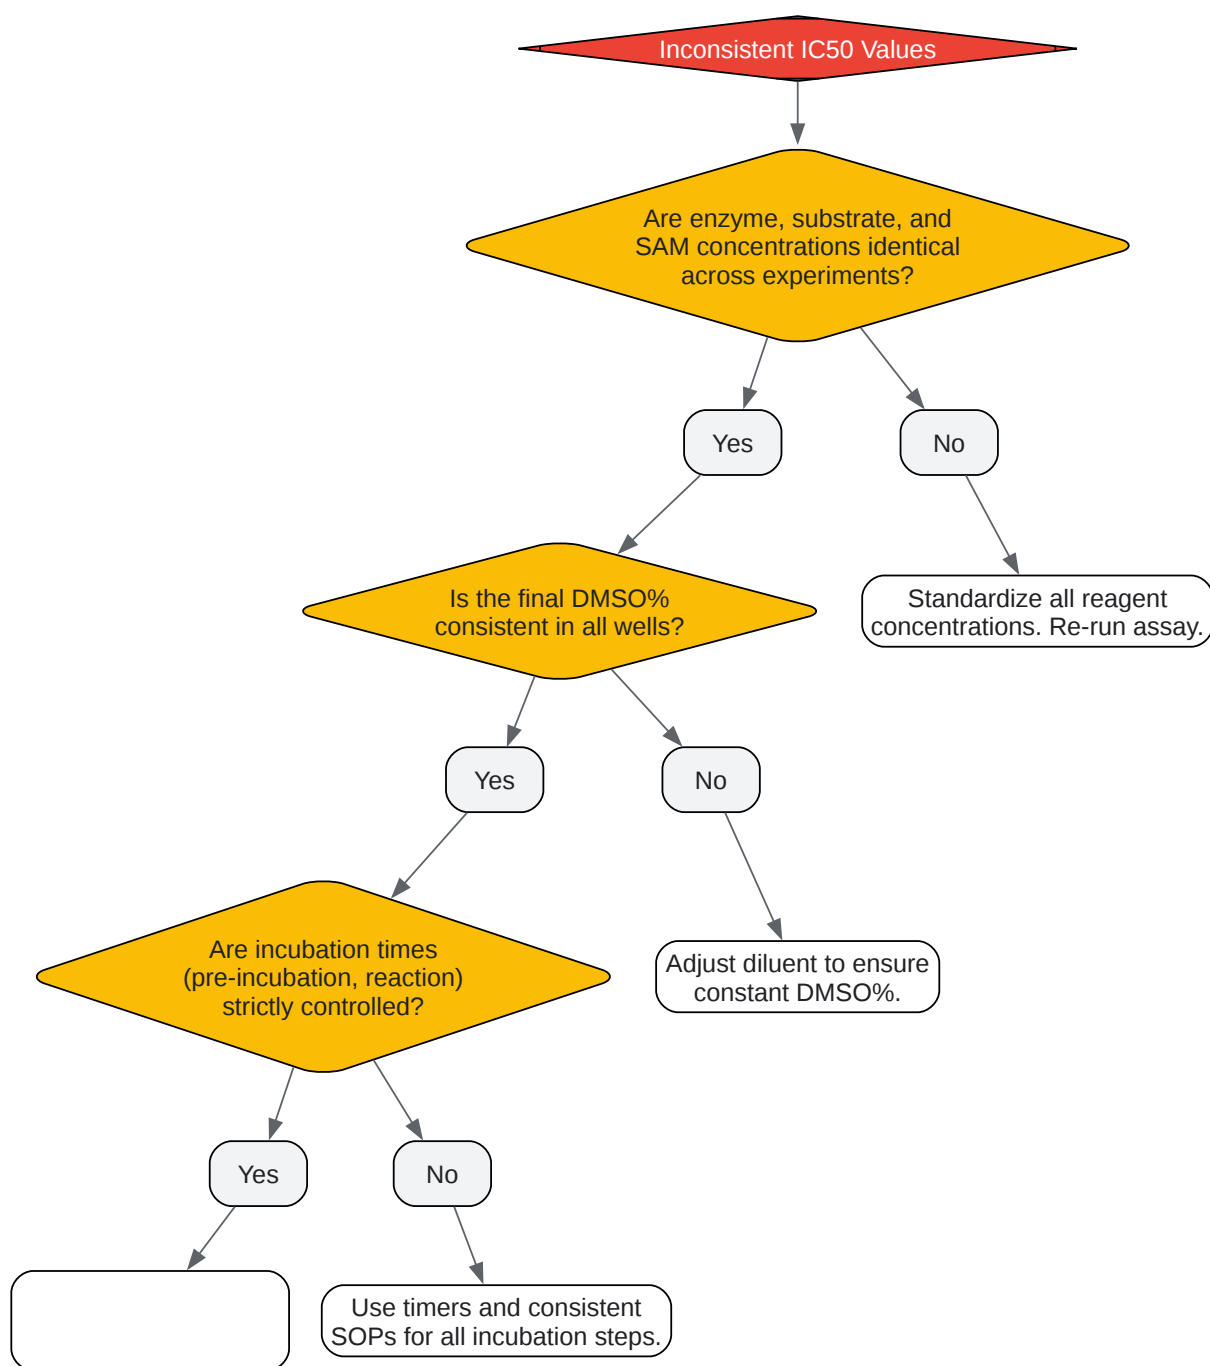 Inconsistent IC50 Values
Are enzyme, substrate, and
SAM concentrations identical
across experiments?
Yes
No
Is the final DMSO%
consistent in all wells?
Standardize all reagent
concentrations. Re-run assay.
Yes
No
Are incubation times
(pre-incubation, reaction)
strictly controlled?
Adjust diluent to ensure
constant DMSO%.
Yes
No
Use timers and consistent
SOPs for all incubation steps.